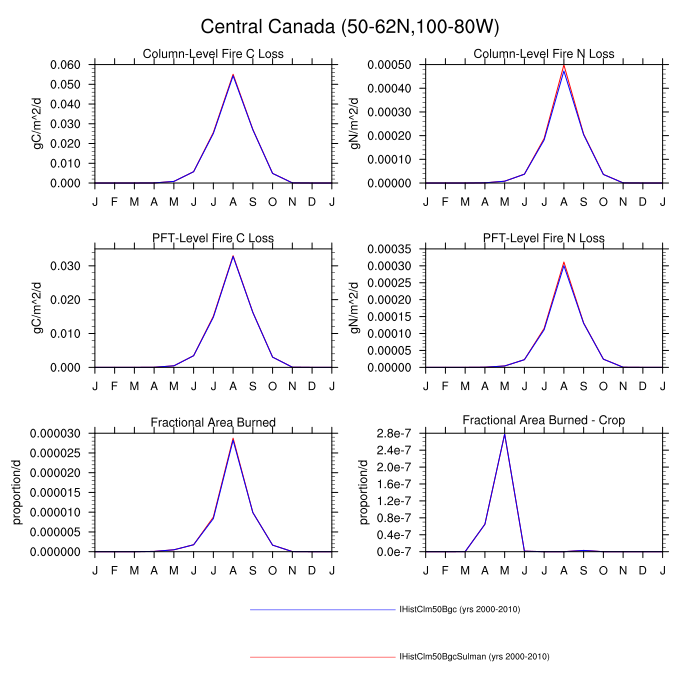 Central Canada (50-62N,100-80W)
Column-Level Fire C Loss
gC/m^2/d
0.060
0.050
0.040
0.030
0.020
0.010
0.000
J F M A M J J A S O N D J
Column-Level Fire N Loss
gN/m^2/d
0.00050
0.00040
0.00030
0.00020
0.00010
0.00000
J F M A M J J A S O N D J
PFT-Level Fire C Loss
gC/m^2/d
0.030
0.020
0.010
0.000
J F M A M J J A S O N D J
PFT-Level Fire N Loss
gN/m^2/d
0.00035
0.00030
0.00025
0.00020
0.00015
0.00010
0.00005
0.00000
J F M A M J J A S O N D J
Fractional Area Burned
proportion/d
0.000030
0.000025
0.000020
0.000015
0.000010
0.000005
0.000000
J F M A M J J A S O N D J
Fractional Area Burned - Crop
proportion/d
2.8e-7
2.4e-7
2.0e-7
1.6e-7
1.2e-7
0.8e-7
0.4e-7
0.0e-7
J F M A M J J A S O N D J
IHistClm50Bgc (yrs 2000-2010)
IHistClm50BgcSulman (yrs 2000-2010)